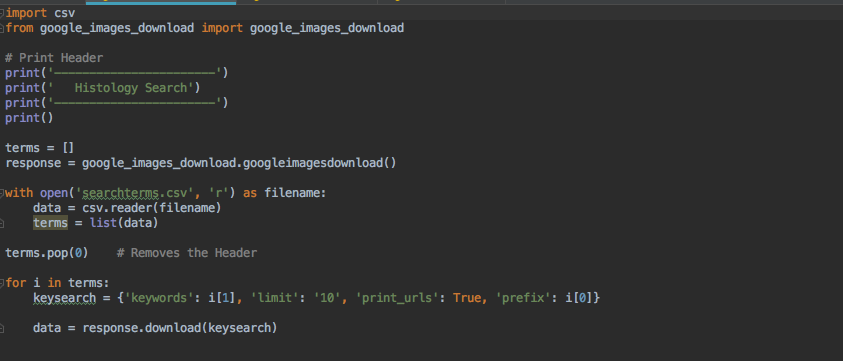 import csv
from google_images_download import google_images_download
# Print Header
print('-----------------------')
print('   Histology Search')
print('-----------------------')
print()
terms = []
response = google_images_download.googleimagesdownload()
with open('searchterms.csv', 'r') as filename:
    data = csv.reader(filename)
    terms = list(data)
terms.pop(0)    # Removes the Header
for i in terms:
    keysearch = {'keywords': i[1], 'limit': '10', 'print_urls': True, 'prefix': i[0]}
    data = response.download(keysearch)